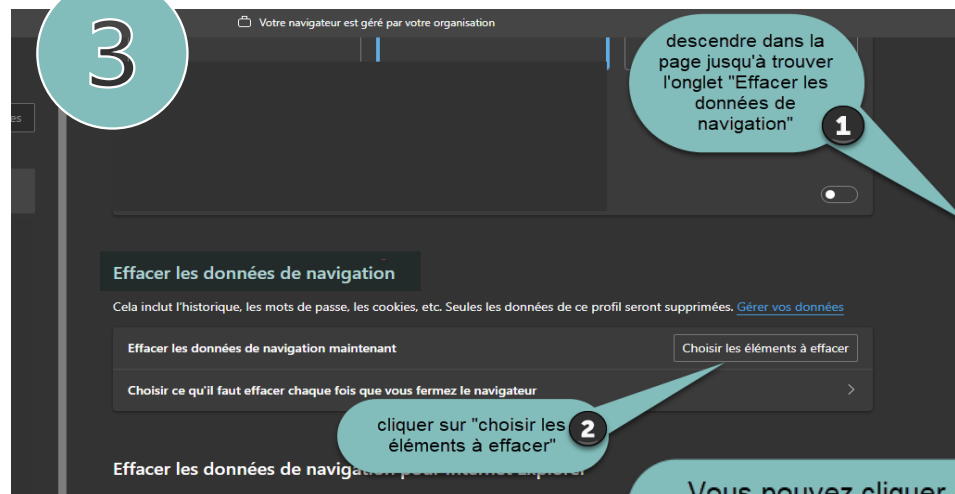 3
Votre navigateur est géré par votre organisation
descendre dans la
page jusqu'à trouver
l'onglet "Effacer les
données de
navigation"
1
es
Effacer les données de navigation
Cela inclut l'historique, les mots de passe, les cookies, etc. Seules les données de ce profil seront supprimées. Gérer vos données
Effacer les données de navigation maintenant
Choisir les éléments à effacer
Choisir ce qu'il faut effacer chaque fois que vous fermez le navigateur
cliquer sur "choisir les
éléments à effacer"
2
Effacer les données de navigation pour Internet Explorer
Vous pouvez cliquer